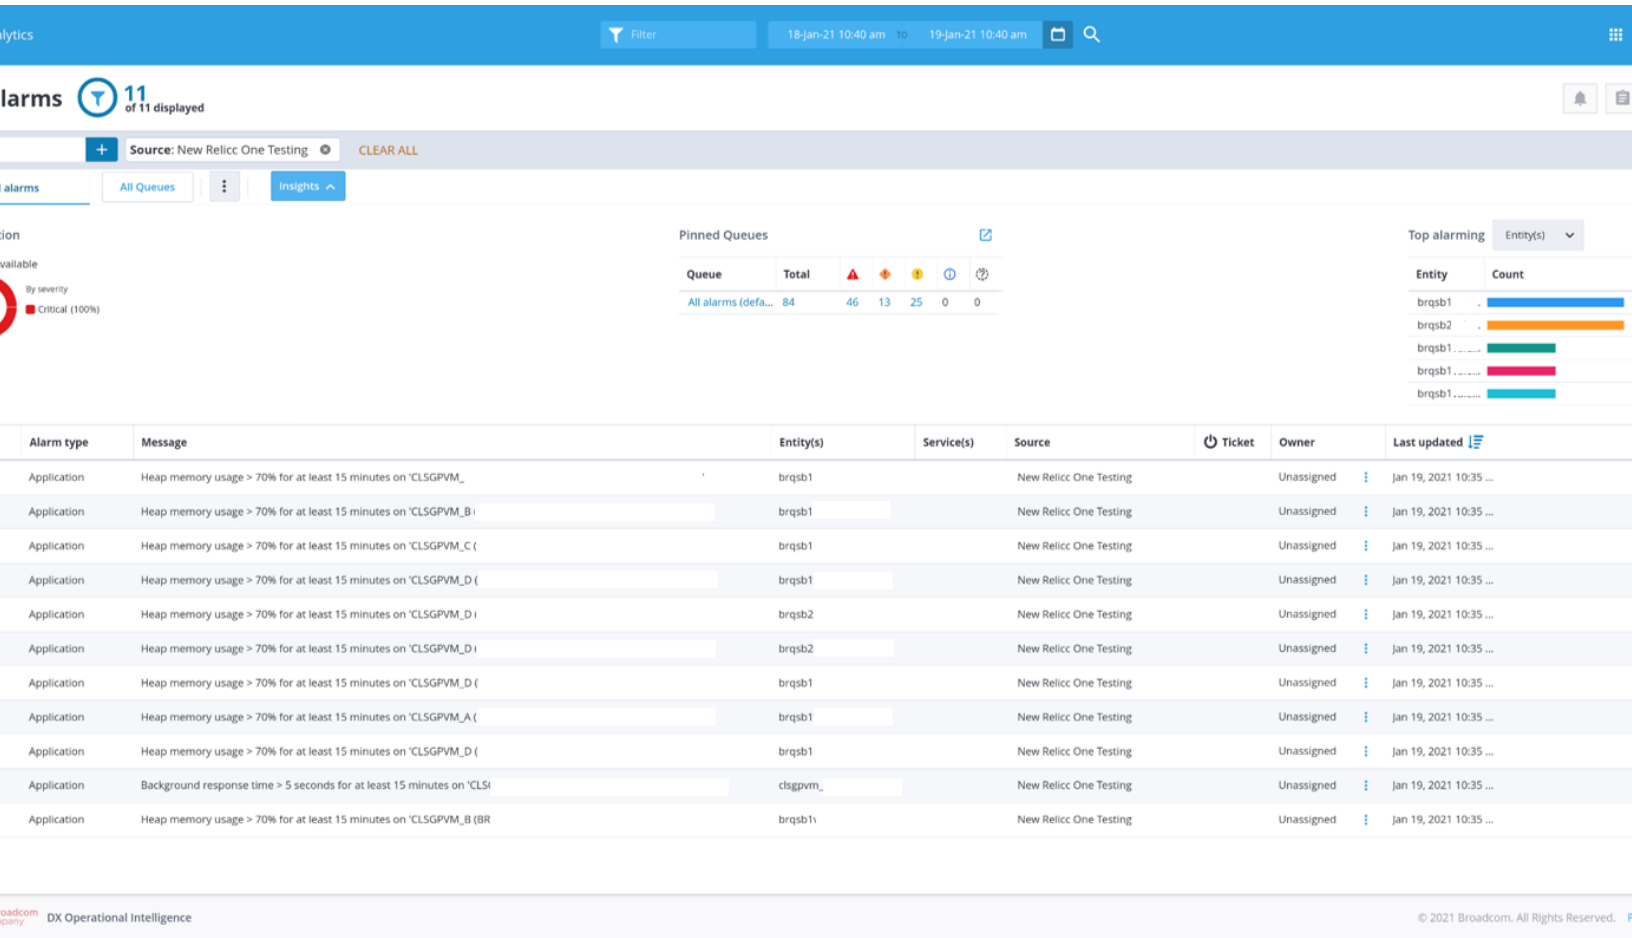 lytics Filter 18-Jan-21 10:40 am TO 19-Jan-21 10:40 am
larms 11
of 11 displayed
+ Source: New Relicc One Testing CLEAR ALL
alarms All Queues Insights
tion Pinned Queues Top alarming Entity(s)
vailable
Queue Total Entity Count
By severity
Critical (100%)
All alarms (defa... 84 46 13 25 0 0
brqsb1
brqsb2
brqsb1
brqsb1
brqsb1
Alarm type Message Entity(s) Service(s) Source Ticket Owner Last updated
Application Heap memory usage > 70% for at least 15 minutes on 'CLSGPVM_ ' brqsb1 New Relicc One Testing Unassigned Jan 19, 2021 10:35 ...
Application Heap memory usage > 70% for at least 15 minutes on 'CLSGPVM_B ( brqsb1 New Relicc One Testing Unassigned Jan 19, 2021 10:35 ...
Application Heap memory usage > 70% for at least 15 minutes on 'CLSGPVM_C ( brqsb1 New Relicc One Testing Unassigned Jan 19, 2021 10:35 ...
Application Heap memory usage > 70% for at least 15 minutes on 'CLSGPVM_D ( brqsb1 New Relicc One Testing Unassigned Jan 19, 2021 10:35 ...
Application Heap memory usage > 70% for at least 15 minutes on 'CLSGPVM_D ( brqsb2 New Relicc One Testing Unassigned Jan 19, 2021 10:35 ...
Application Heap memory usage > 70% for at least 15 minutes on 'CLSGPVM_D ( brqsb2 New Relicc One Testing Unassigned Jan 19, 2021 10:35 ...
Application Heap memory usage > 70% for at least 15 minutes on 'CLSGPVM_D ( brqsb1 New Relicc One Testing Unassigned Jan 19, 2021 10:35 ...
Application Heap memory usage > 70% for at least 15 minutes on 'CLSGPVM_A ( brqsb1 New Relicc One Testing Unassigned Jan 19, 2021 10:35 ...
Application Heap memory usage > 70% for at least 15 minutes on 'CLSGPVM_D ( brqsb1 New Relicc One Testing Unassigned Jan 19, 2021 10:35 ...
Application Background response time > 5 seconds for at least 15 minutes on 'CLSG clsgpvm_ New Relicc One Testing Unassigned Jan 19, 2021 10:35 ...
Application Heap memory usage > 70% for at least 15 minutes on 'CLSGPVM_B (BR brqsb1 New Relicc One Testing Unassigned Jan 19, 2021 10:35 ...
roadcom
mpany DX Operational Intelligence © 2021 Broadcom. All Rights Reserved. P